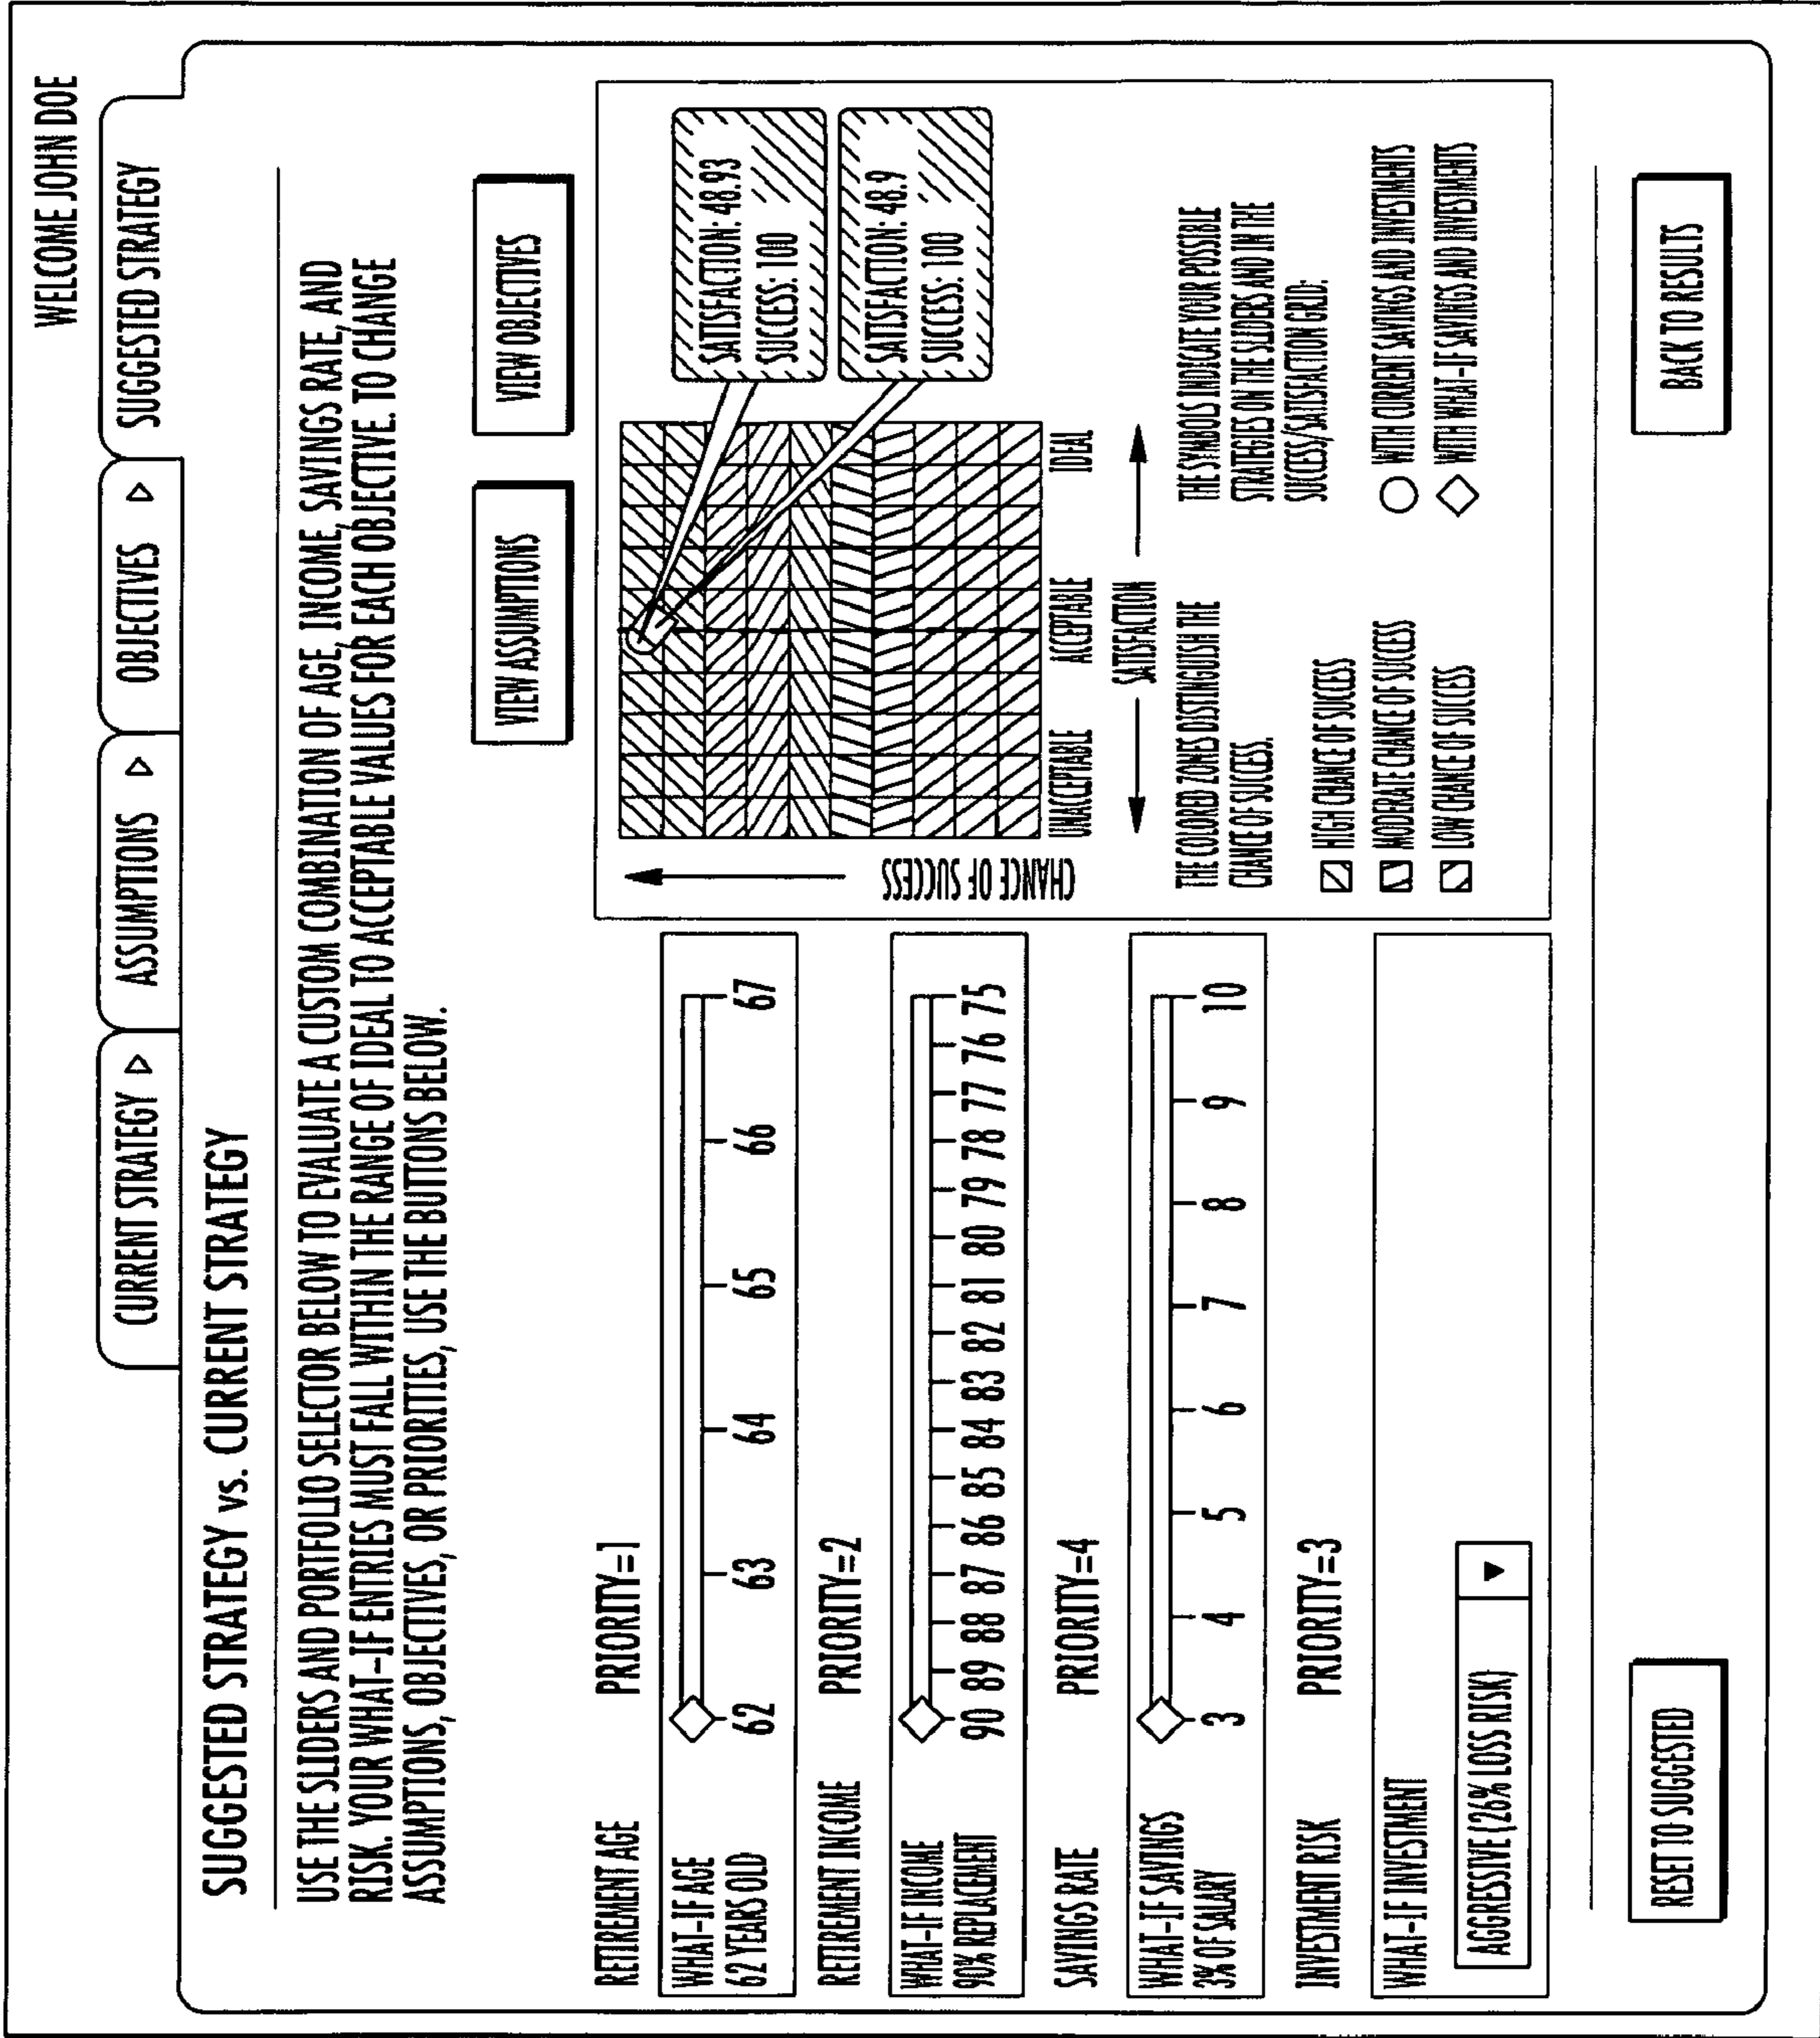 WELCOME JOHN DOE
CURRENT STRATEGY
ASSUMPTIONS
OBJECTIVES
SUGGESTED STRATEGY
SUGGESTED STRATEGY vs. CURRENT STRATEGY
USE THE SLIDERS AND PORTFOLIO SELECTOR BELOW TO EVALUATE A CUSTOM COMBINATION OF AGE, INCOME, SAVINGS RATE, AND
RISK. YOUR WHAT-IF ENTRIES MUST FALL WITHIN THE RANGE OF IDEAL TO ACCEPTABLE VALUES FOR EACH OBJECTIVE. TO CHANGE
ASSUMPTIONS, OBJECTIVES, OR PRIORITIES, USE THE BUTTONS BELOW.
VIEW ASSUMPTIONS
VIEW OBJECTIVES
RETIREMENT AGE PRIORITY=1
WHAT-IF AGE
62 YEARS OLD
62 63 64 65 66 67
RETIREMENT INCOME PRIORITY=2
WHAT-IF INCOME
90% REPLACEMENT
90 89 88 87 86 85 84 83 82 81 80 79 78 77 76 75
SAVINGS RATE PRIORITY=4
WHAT-IF SAVINGS
3% OF SALARY
3 4 5 6 7 8 9 10
INVESTMENT RISK PRIORITY=3
WHAT-IF INVESTMENT
AGGRESSIVE (26% LOSS RISK)
CHANCE OF SUCCESS
SATISFACTION: 48.93
SUCCESS: 100
SATISFACTION: 48.9
SUCCESS: 100
UNACCEPTABLE ACCEPTABLE IDEAL
SATISFACTION
THE COLORED ZONES DISTINGUISH THE
CHANCE OF SUCCESS.
HIGH CHANCE OF SUCCESS
MODERATE CHANCE OF SUCCESS
LOW CHANCE OF SUCCESS
THE SYMBOLS INDICATE YOUR POSSIBLE
STRATEGIES ON THE SLIDERS AND IN THE
SUCCESS/SATISFACTION GRID:
WITH CURRENT SAVINGS AND INVESTMENTS
WITH WHAT-IF SAVINGS AND INVESTMENTS
RESET TO SUGGESTED
BACK TO RESULTS